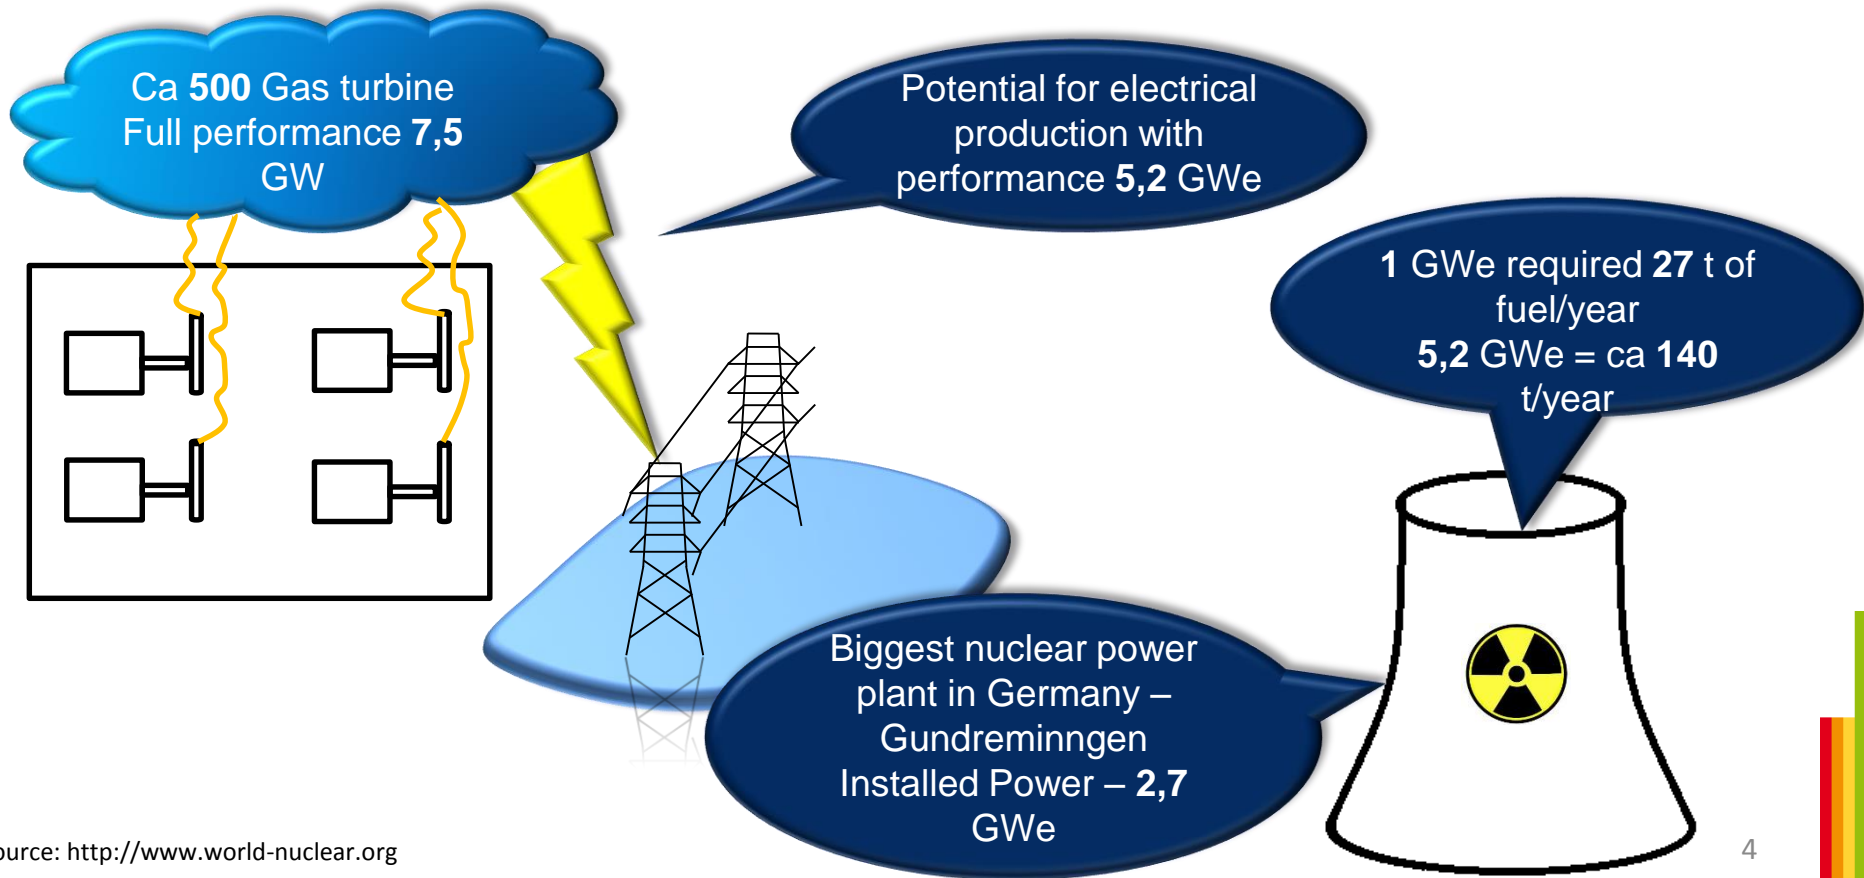 Ca 500 Gas turbine
Full performance 7,5
GW
Potential for electrical
production with
performance 5,2 GWe
1 GWe required 27 t of
fuel/year
5,2 GWe = ca 140
t/year
Biggest nuclear power
plant in Germany –
Gundreminngen
Installed Power – 2,7
GWe
ource: http://www.world-nuclear.org
4